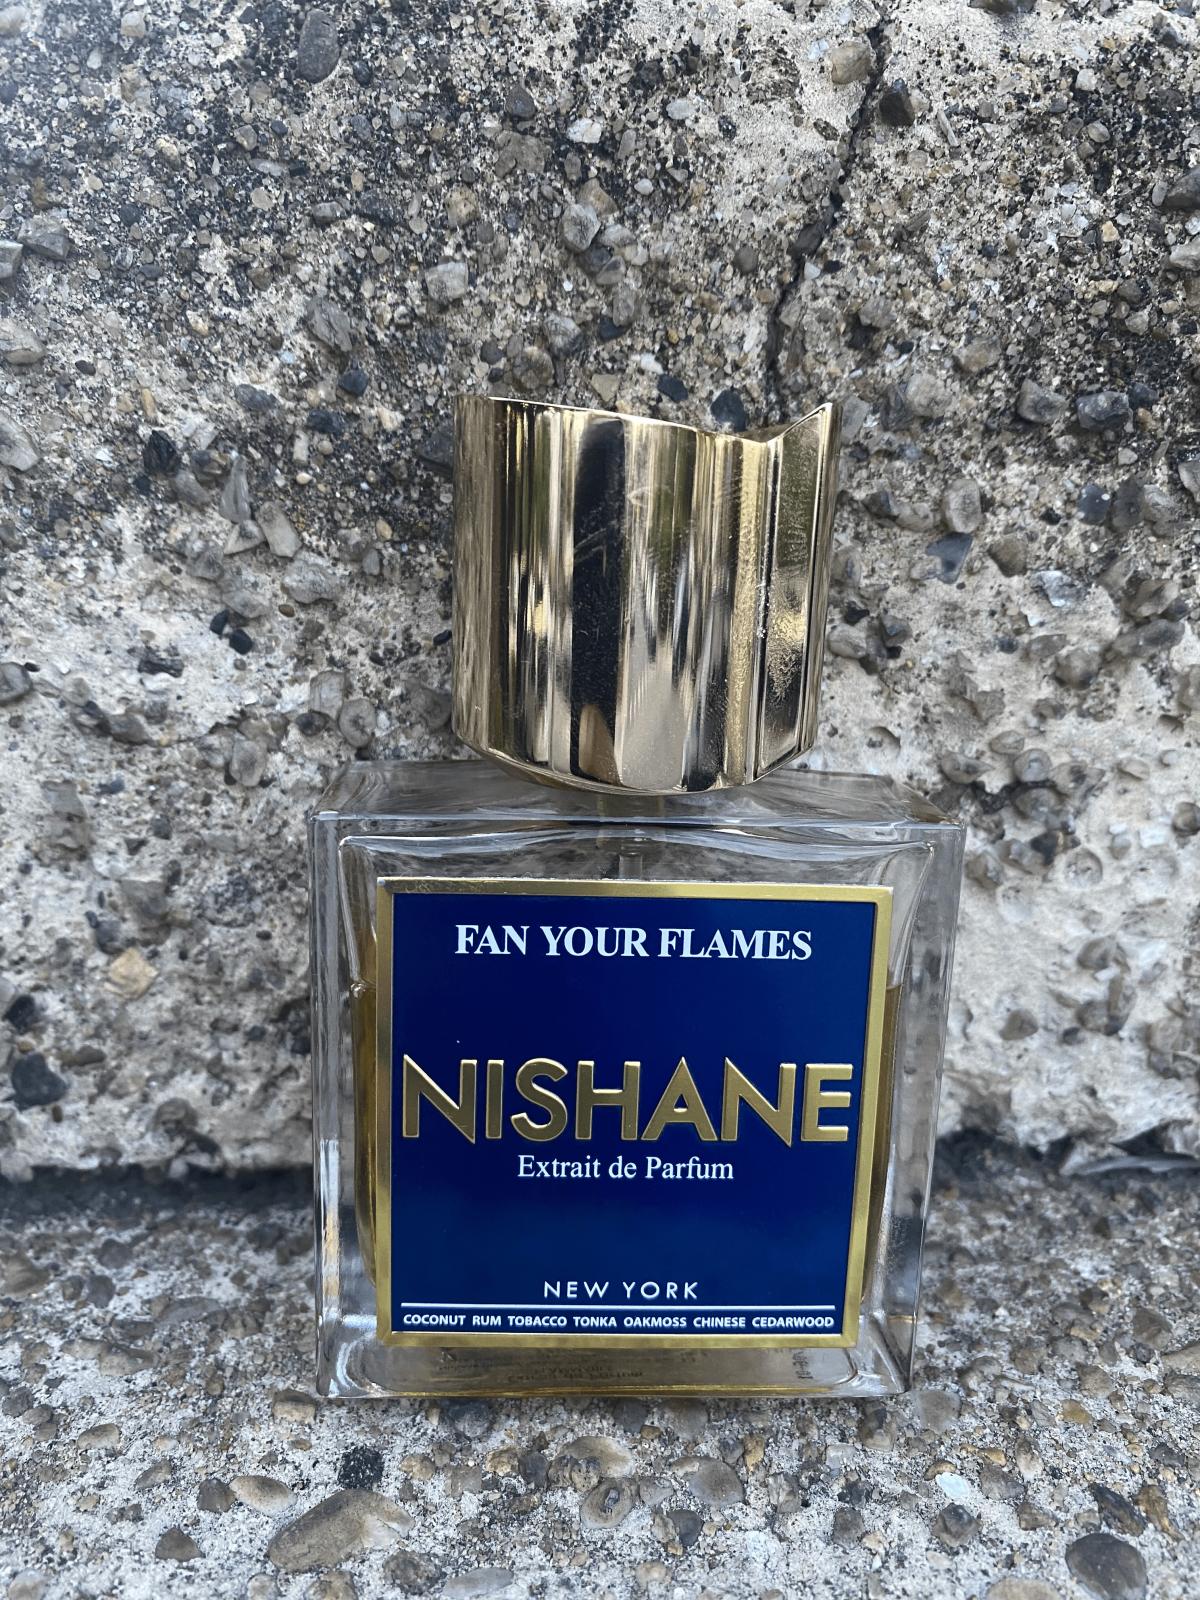 FAN YOUR FLAMES
NISHANE
Extrait de Parfum
NEW YORK
COCONUT RUM TOBACCO TONKA OAKMOSS CHINESE CEDARWOOD